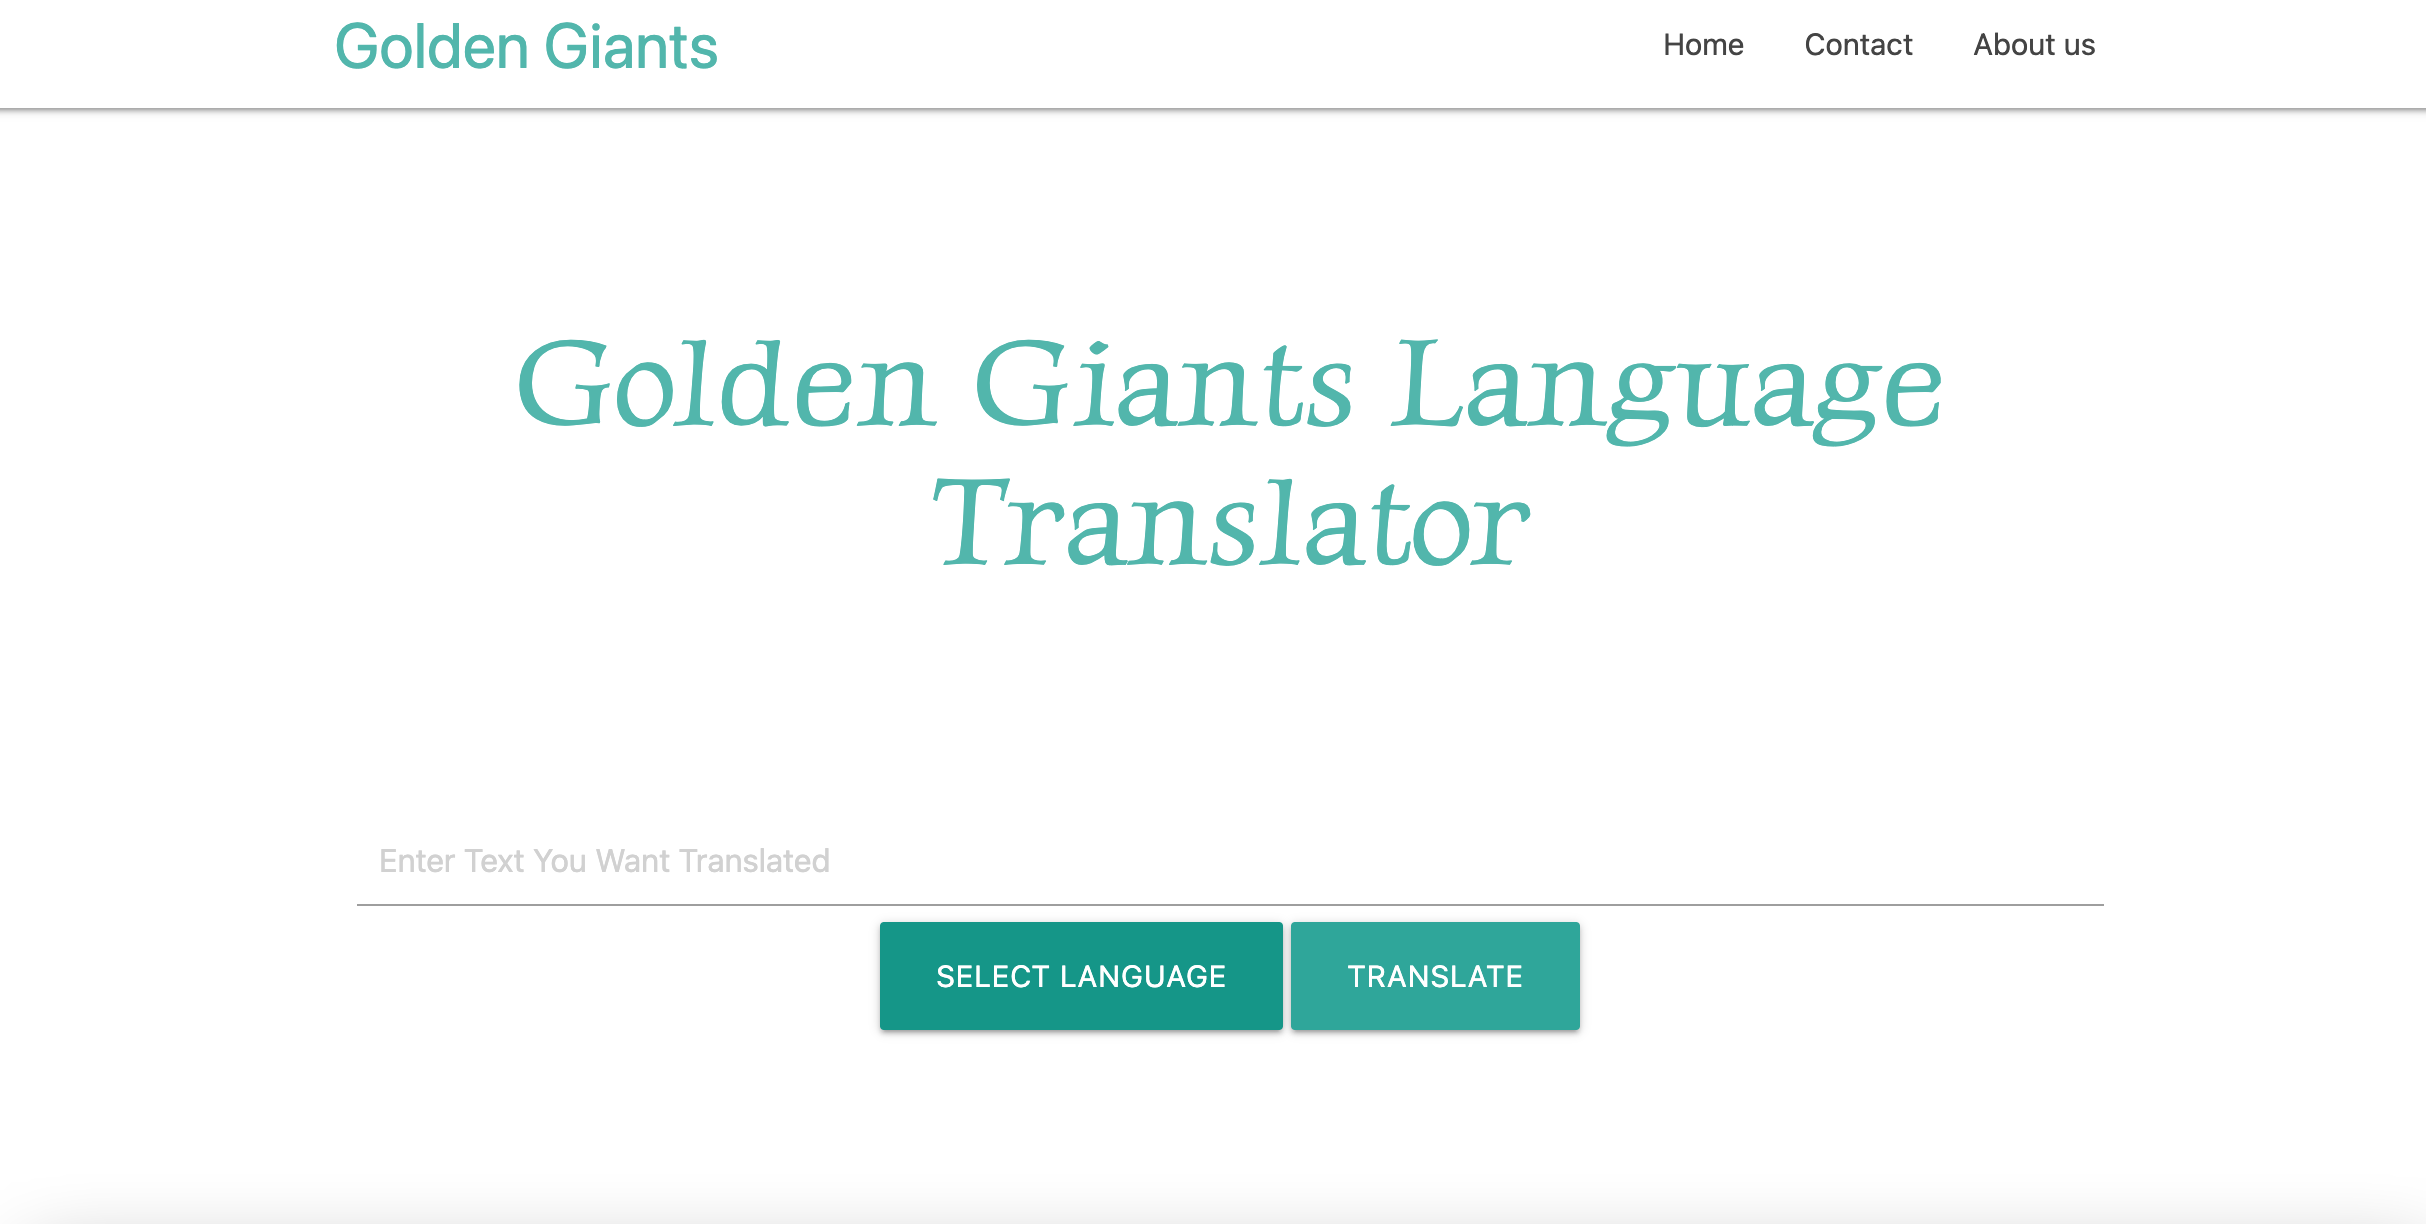 Golden Giants
Home Contact About us
Golden Giants Language
Translator
Enter Text You Want Translated
SELECT LANGUAGE TRANSLATE